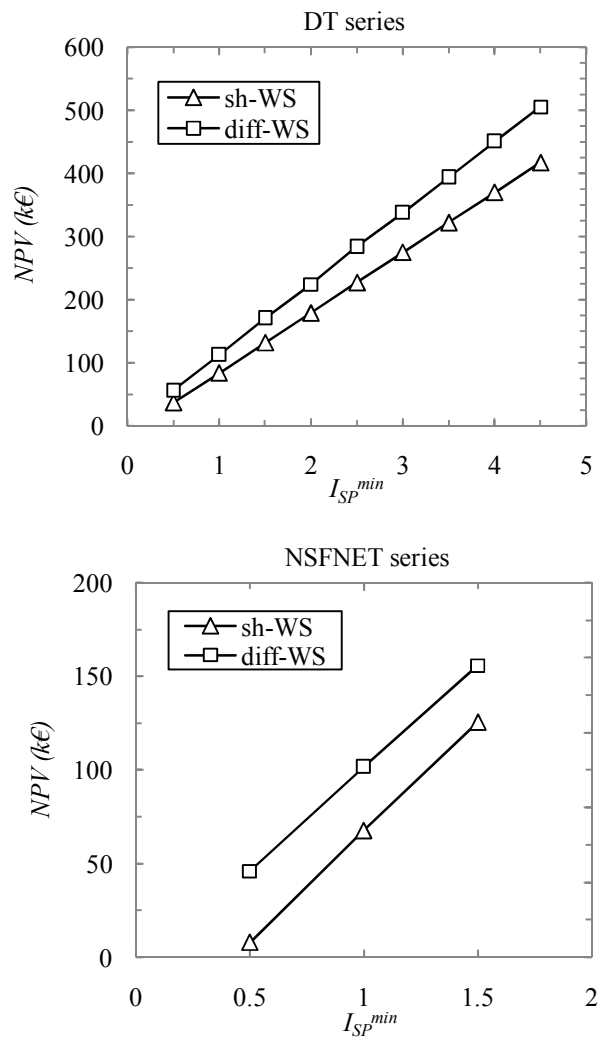 DT series
600
500
400
300
200
100
0
NPV (k€)
sh-WS
diff-WS
0 1 2 3 4 5
I_SP^min
NSFNET series
200
150
100
50
0
NPV (k€)
sh-WS
diff-WS
0 0.5 1 1.5 2
I_SP^min